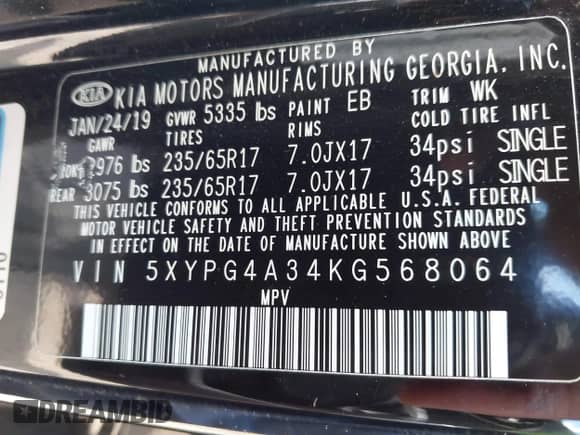 MANUFACTURED BY
KIA KIA MOTORS MANUFACTURING GEORGIA, INC.
JAN/24/19 GVWR 5335 lbs PAINT EB TRIM WK
GAWR TIRES RIMS COLD TIRE INFL
2976 lbs 235/65R17 7.0JX17 34psi SINGLE
REAR 3075 lbs 235/65R17 7.0JX17 34psi SINGLE
THIS VEHICLE CONFORMS TO ALL APPLICABLE U.S.A. FEDERAL
MOTOR VEHICLE SAFETY AND THEFT PREVENTION STANDARDS
IN EFFECT ON THE DATE OF MANUFACTURE SHOWN ABOVE
VIN 5XYPG4A34KG568064
MPV
DREAMBID